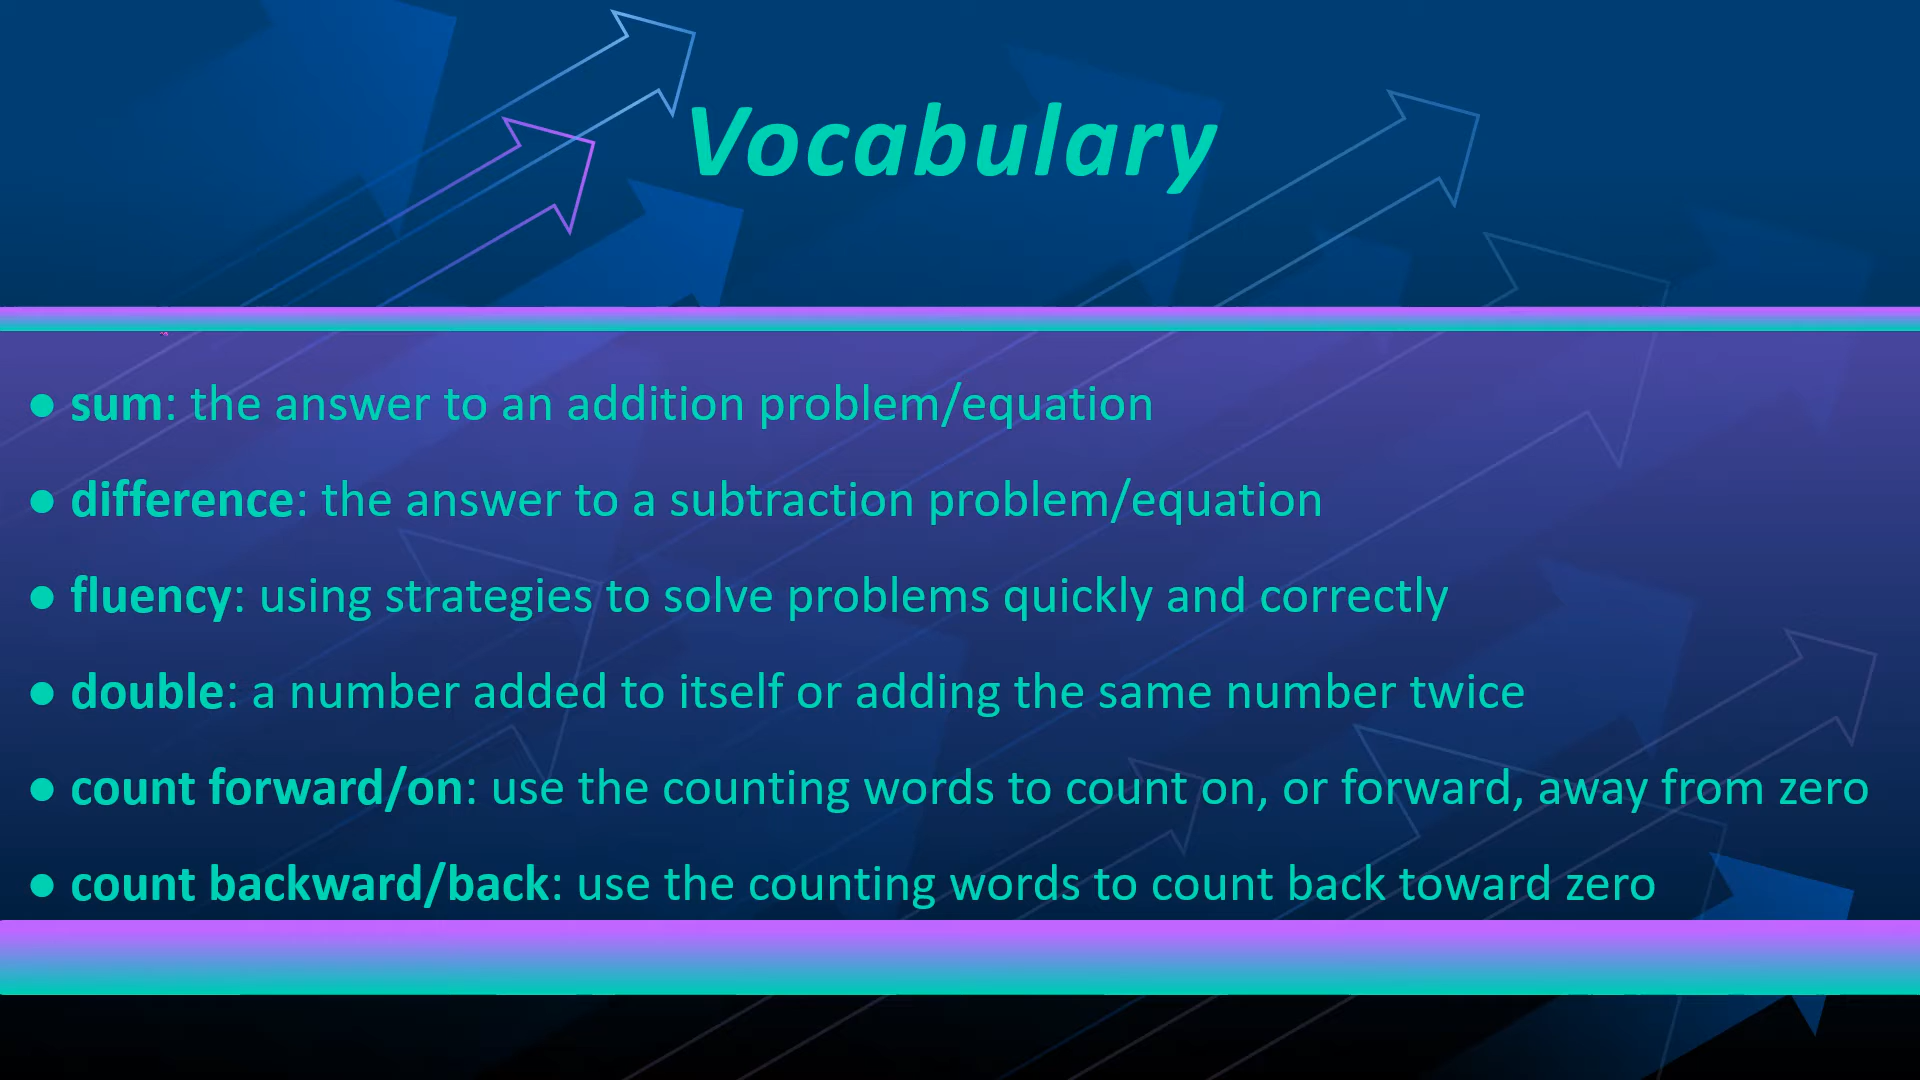 Vocabulary
● sum: the answer to an addition problem/equation
● difference: the answer to a subtraction problem/equation
● fluency: using strategies to solve problems quickly and correctly
● double: a number added to itself or adding the same number twice
● count forward/on: use the counting words to count on, or forward, away from zero
● count backward/back: use the counting words to count back toward zero